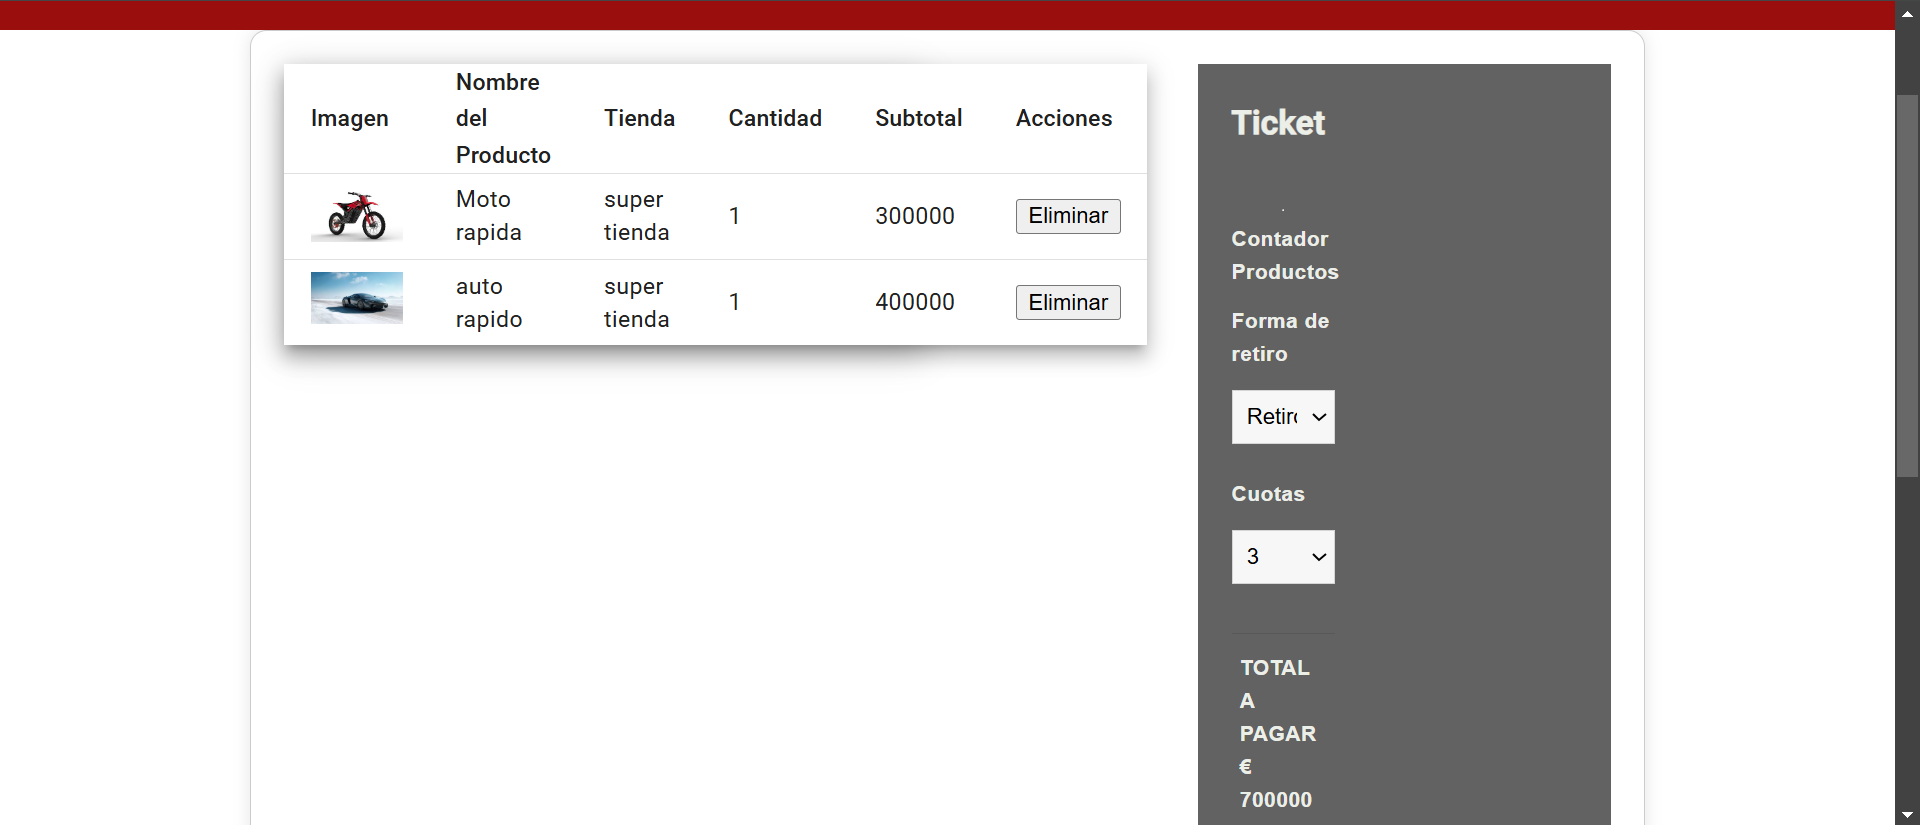 Imagen
Nombre
del
Producto
Tienda
Cantidad
Subtotal
Acciones
Moto
rapida
super
tienda
1
300000
Eliminar
auto
rapido
super
tienda
1
400000
Eliminar
Ticket
Contador
Productos
Forma de
retiro
Cuotas
3
TOTAL
A
PAGAR
€
700000